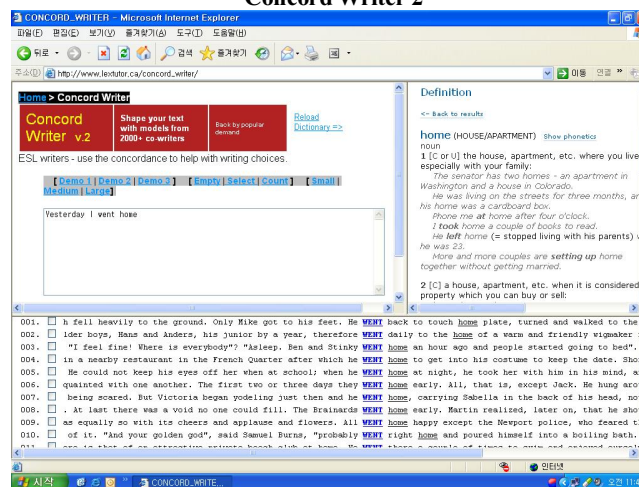 Concord Writer 2
CONCORD_WRITER - Microsoft Internet Explorer
파일(F) 편집(E) 보기(V) 즐겨찾기(A) 도구(T) 도움말(H)
뒤로 검색 즐겨찾기
주소(D) http://www.lextutor.ca/concord_writer/ 이동 연결 »
Home > Concord Writer
Concord Writer v.2
Shape your text with models from 2000+ co-writers
Back by popular demand
Reload Dictionary =>
ESL writers - use the concordance to help with writing choices.
[ Demo 1 | Demo 2 | Demo 3 ] [ Empty | Select | Count ] [ Small | Medium | Large ]
Yesterday I went home
Definition
<- Back to results
home (HOUSE/APARTMENT) Show phonetics
noun
1 [C or U] the house, apartment, etc. where you live
especially with your family:
The senator has two homes - an apartment in
Washington and a house in Colorado.
He was living on the streets for three months, an
his home was a cardboard box.
Phone me at home after four o'clock.
I took home a couple of books to read.
He left home (= stopped living with his parents)
he was 23.
More and more couples are setting up home
together without getting married.
2 [C] a house, apartment, etc. when it is considered
property which you can buy or sell:
001. h fell heavily to the ground. Only Mike got to his feet. He WENT back to touch home plate, turned and walked to the
002. lder boys, Hans and Anders, his junior by a year, therefore WENT daily to the home of a warm and friendly wigmaker
003. "I feel fine! Where is everybody"? "Asleep. Ben and Stinky WENT home an hour ago and people started going to bed".
004. in a nearby restaurant in the French Quarter after which he WENT home to get into his costume to keep the date. Sho
005. He could not keep his eyes off her when at school; when he WENT home at night, he took her with him in his mind, a
006. quainted with one another. The first two or three days they WENT home early. All, that is, except Jack. He hung aro
007. being scared. But Victoria began yodeling just then and he WENT home, carrying Sabella in the back of his head, no
008. . At last there was a void no one could fill. The Brainards WENT home early. Martin realized, later on, that he sho
009. as equally so with its cheers and applause and flowers. All WENT home happy except the Newport police, who feared t
010. of it. "And your golden god", said Samuel Burns, "probably WENT right home and poured himself into a boiling bath.
인터넷
시작 CONCORD_WRITE... 오전 11:4